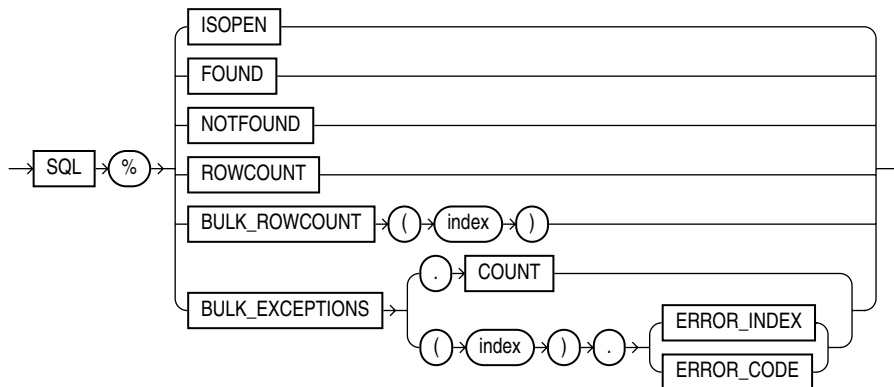 ISOPEN
FOUND
NOTFOUND
SQL % ROWCOUNT
BULK_ROWCOUNT ( index )
. COUNT
BULK_EXCEPTIONS
( index ) . ERROR_INDEX
ERROR_CODE